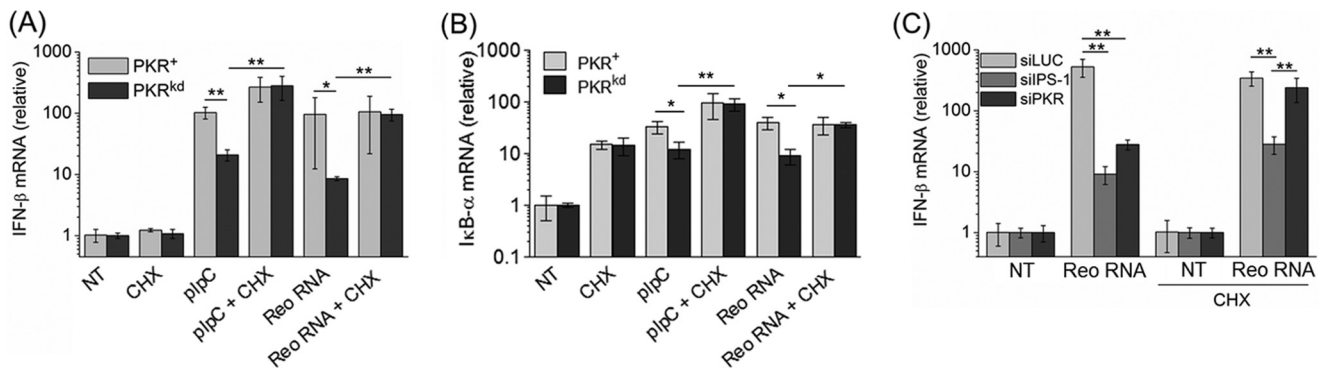 (A)
IFN-β mRNA (relative)
1000
100
10
1
PKR+
PKRkd
**
**
*
**
NT
CHX
pIpC
pIpC + CHX
Reo RNA
Reo RNA + CHX
(B)
IκB-α mRNA (relative)
1000
100
10
1
0.1
PKR+
PKRkd
*
**
*
*
NT
CHX
pIpC
pIpC + CHX
Reo RNA
Reo RNA + CHX
(C)
IFN-β mRNA (relative)
1000
100
10
1
siLUC
siIPS-1
siPKR
**
**
**
**
NT
Reo RNA
NT
Reo RNA
CHX